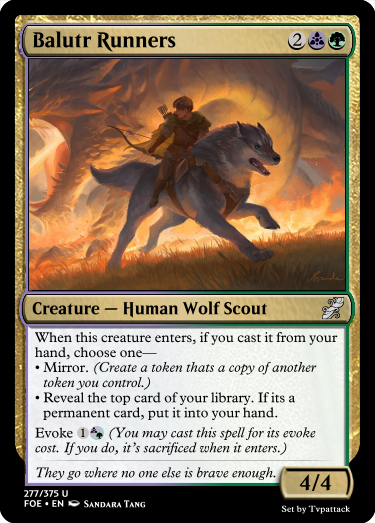 Balutr Runners 2
Creature — Human Wolf Scout
When this creature enters, if you cast it from your
hand, choose one—
• Mirror. (Create a token thats a copy of another
token you control.)
• Reveal the top card of your library. If its a
permanent card, put it into your hand.
Evoke 1 (You may cast this spell for its evoke
cost. If you do, it's sacrificed when it enters.)
They go where no one else is brave enough.
4/4
277/375 U
FOE • EN SANDARA TANG
Set by Tvpattack